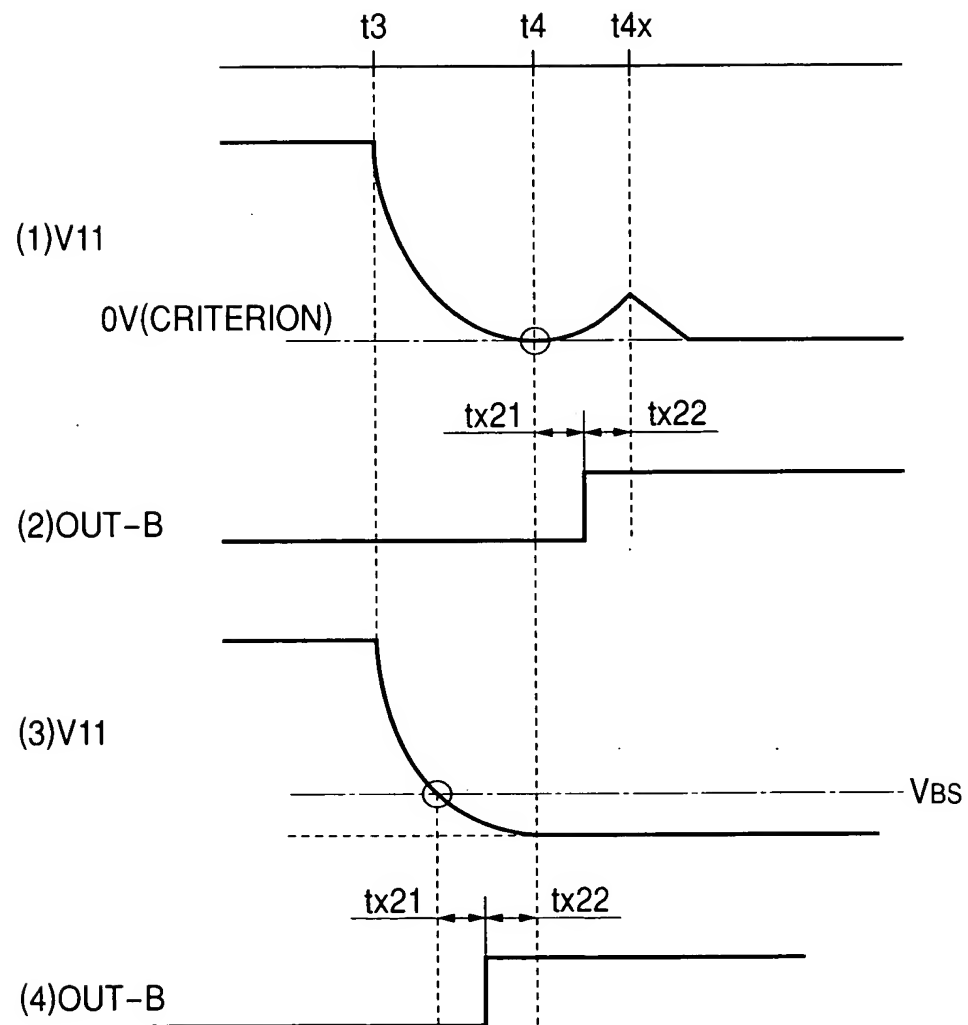 t3 t4 t4x
(1)V11
0V(CRITERION)
tx21 tx22
(2)OUT-B
(3)V11
VBS
tx21 tx22
(4)OUT-B